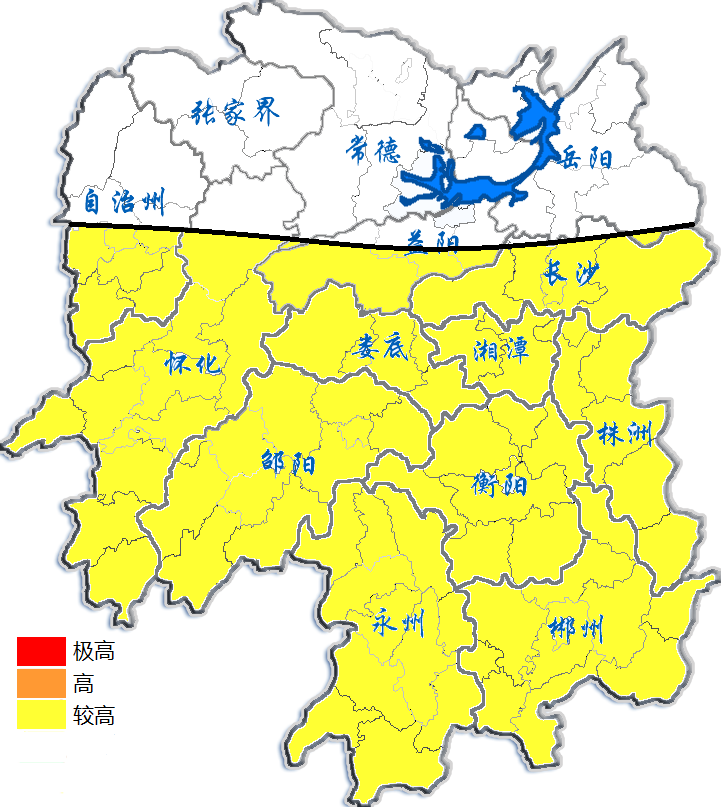 张家界
常德
岳阳
自治州
益阳
长沙
怀化
娄底
湘潭
株洲
邵阳
衡阳
永州
郴州
极高
高
较高